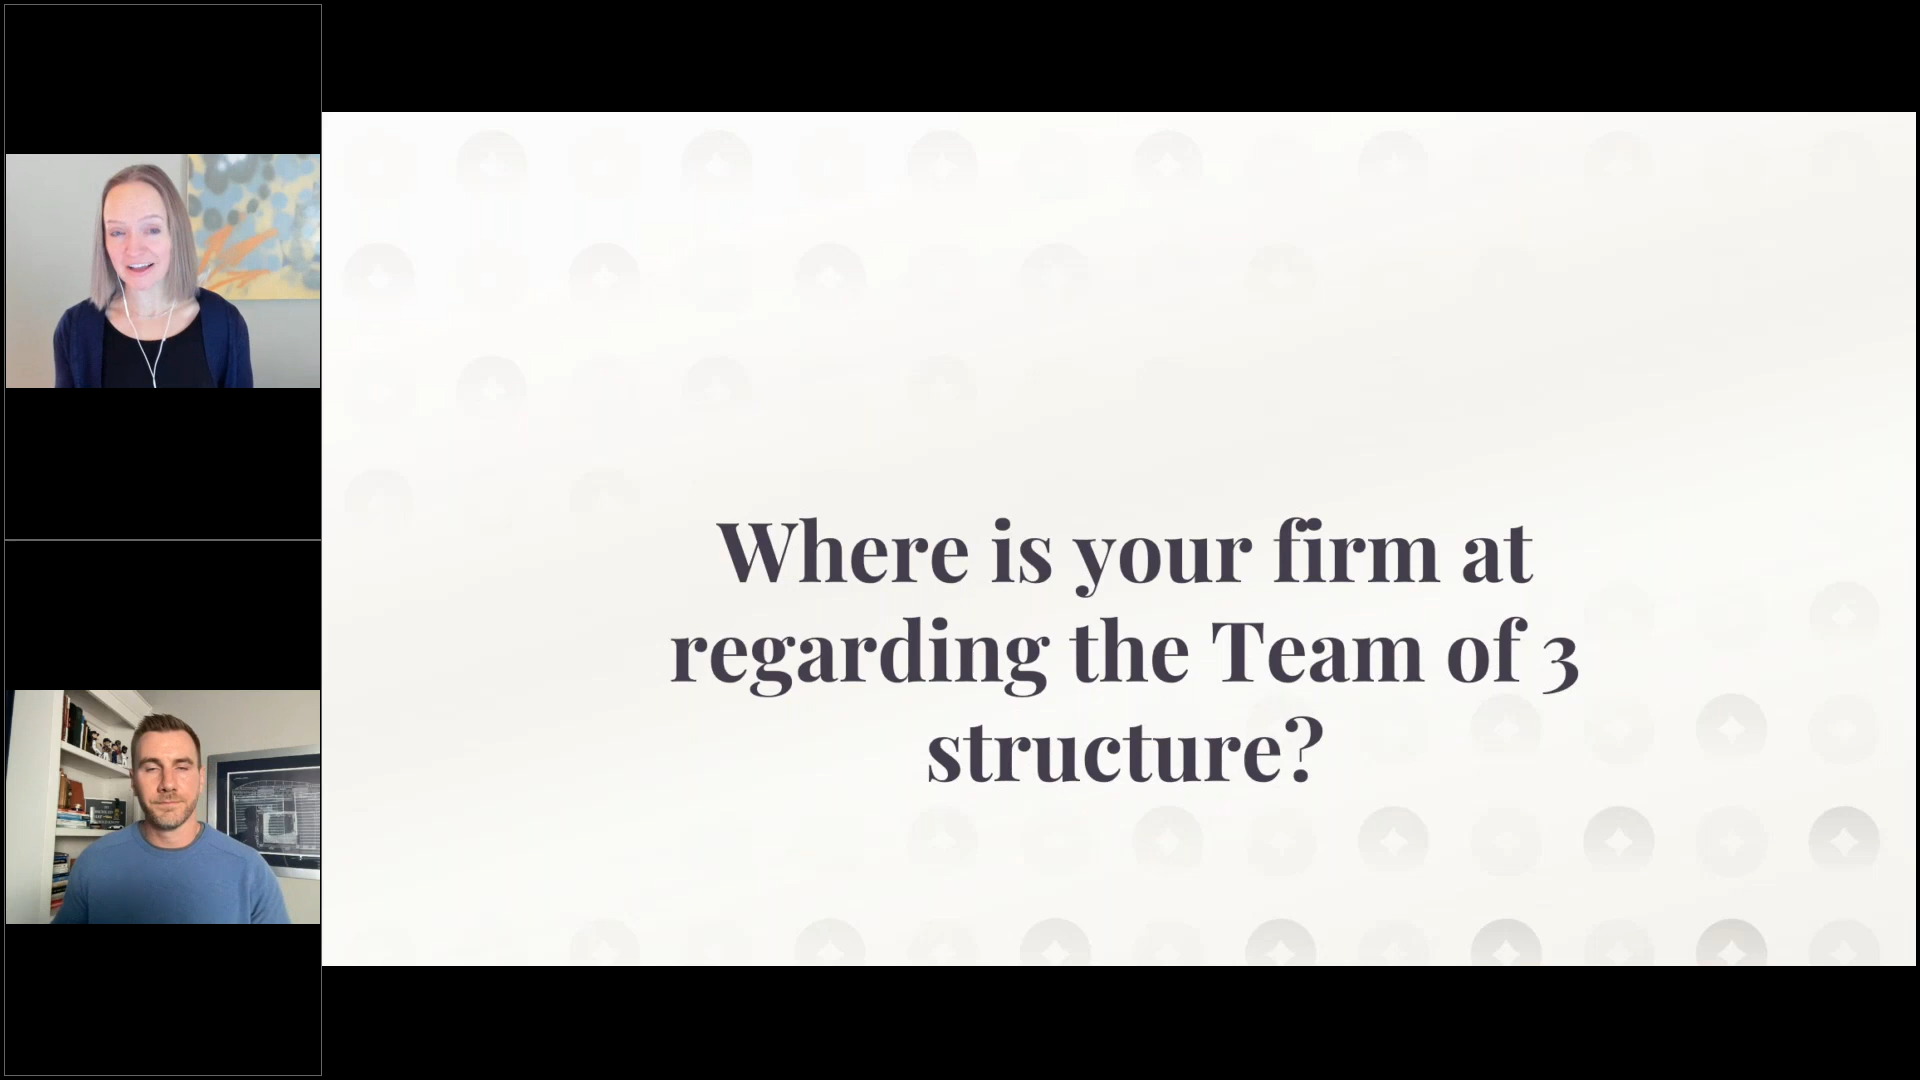 Where is your firm at
regarding the Team of 3
structure?